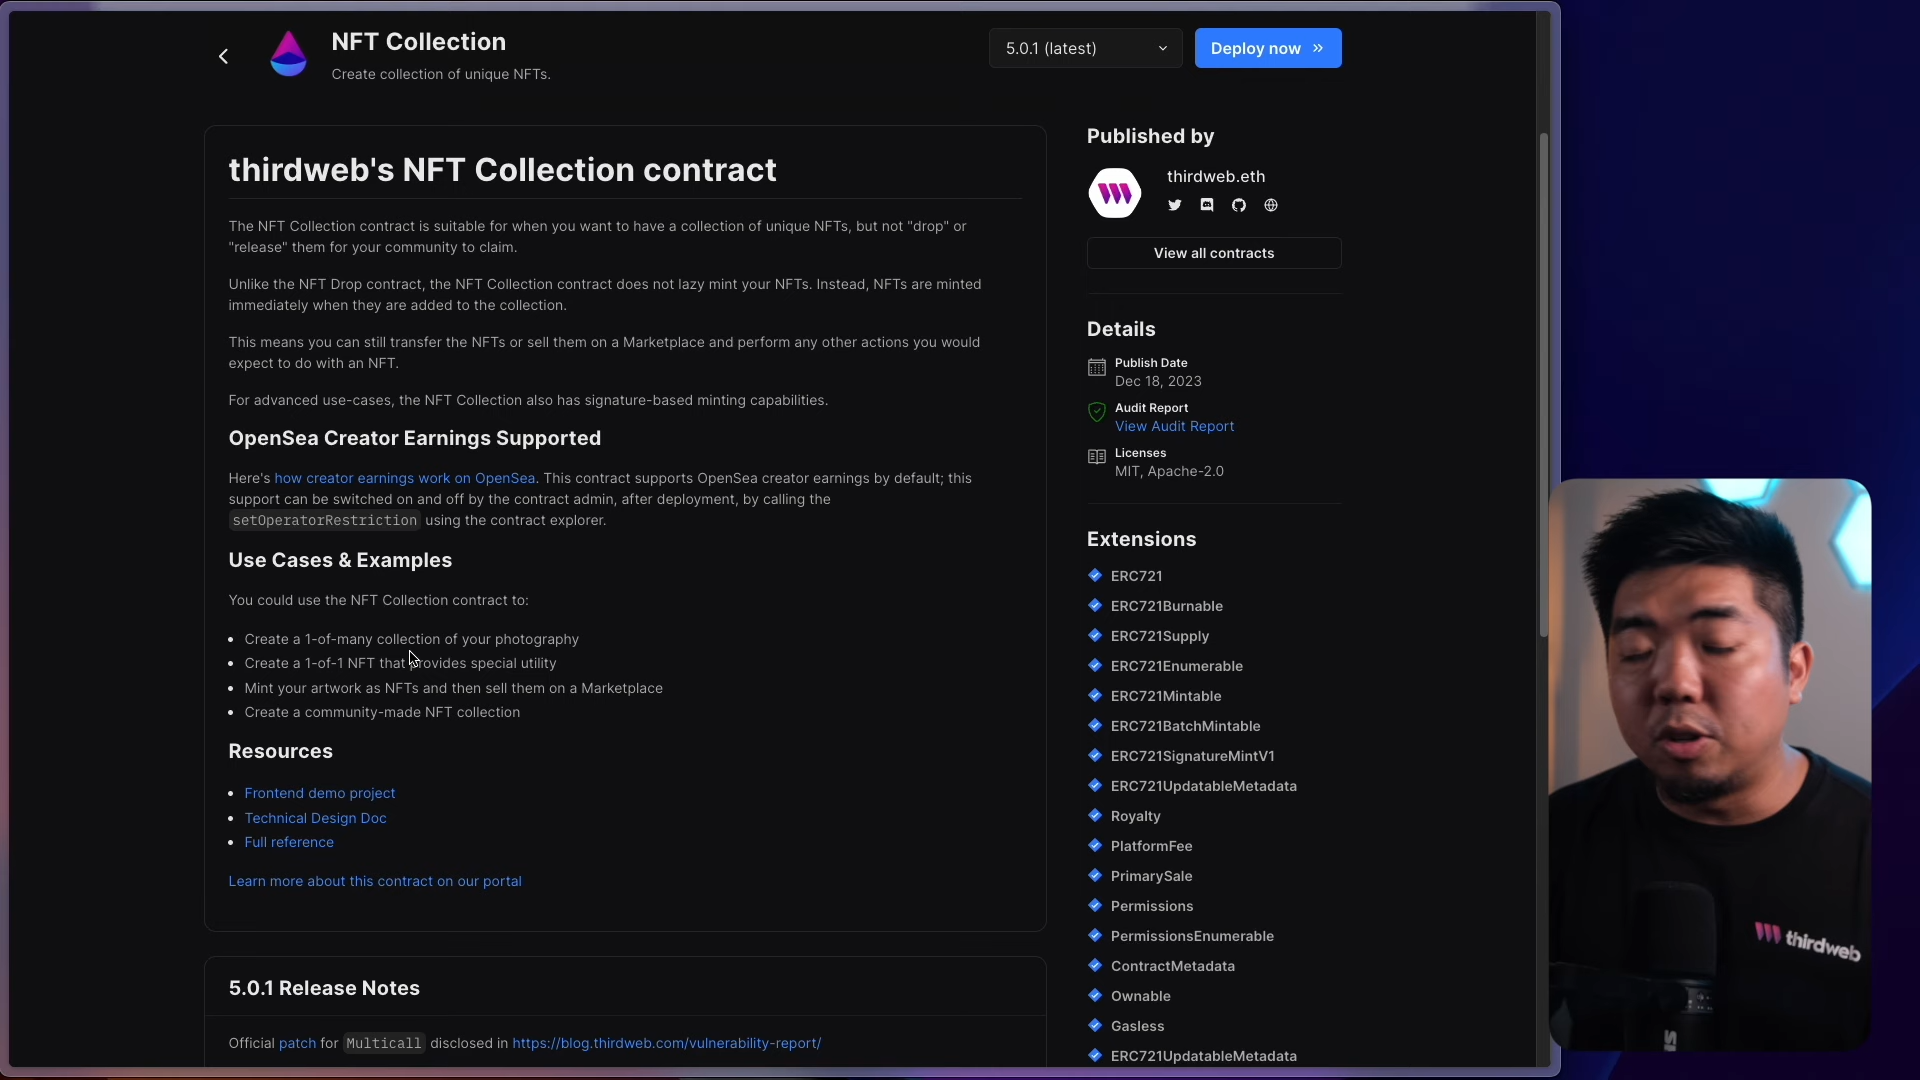 NFT Collection
Create collection of unique NFTs.
5.0.1 (latest)
Deploy now
thirdweb's NFT Collection contract
The NFT Collection contract is suitable for when you want to have a collection of unique NFTs, but not "drop" or
"release" them for your community to claim.
Unlike the NFT Drop contract, the NFT Collection contract does not lazy mint your NFTs. Instead, NFTs are minted
immediately when they are added to the collection.
This means you can still transfer the NFTs or sell them on a Marketplace and perform any other actions you would
expect to do with an NFT.
For advanced use-cases, the NFT Collection also has signature-based minting capabilities.
OpenSea Creator Earnings Supported
Here's how creator earnings work on OpenSea. This contract supports OpenSea creator earnings by default; this
support can be switched on and off by the contract admin, after deployment, by calling the
setOperatorRestriction using the contract explorer.
Use Cases & Examples
You could use the NFT Collection contract to:
Create a 1-of-many collection of your photography
Create a 1-of-1 NFT that provides special utility
Mint your artwork as NFTs and then sell them on a Marketplace
Create a community-made NFT collection
Resources
Frontend demo project
Technical Design Doc
Full reference
Learn more about this contract on our portal
5.0.1 Release Notes
Official patch for Multicall disclosed in https://blog.thirdweb.com/vulnerability-report/
Published by
thirdweb.eth
View all contracts
Details
Publish Date
Dec 18, 2023
Audit Report
View Audit Report
Licenses
MIT, Apache-2.0
Extensions
ERC721
ERC721Burnable
ERC721Supply
ERC721Enumerable
ERC721Mintable
ERC721BatchMintable
ERC721SignatureMintV1
ERC721UpdatableMetadata
Royalty
PlatformFee
PrimarySale
Permissions
PermissionsEnumerable
ContractMetadata
Ownable
Gasless
ERC721UpdatableMetadata
thirdweb